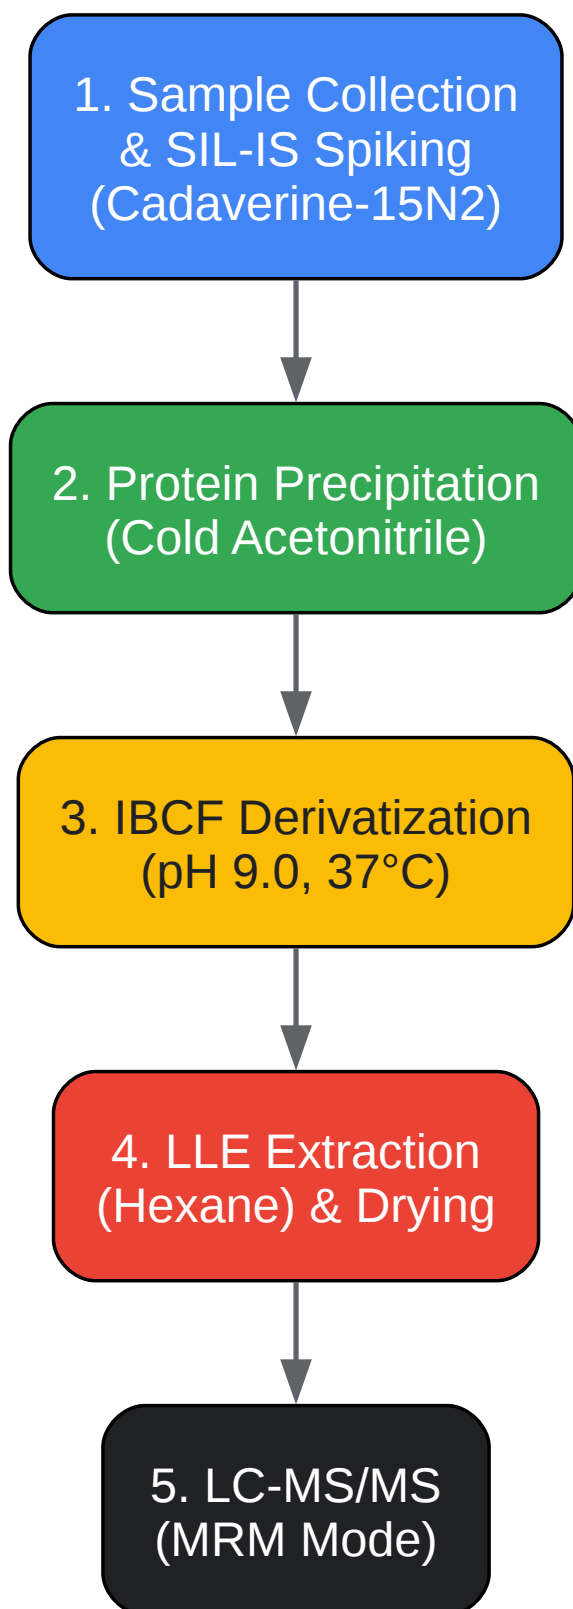 1. Sample Collection
& SIL-IS Spiking
(Cadaverine-15N2)
2. Protein Precipitation
(Cold Acetonitrile)
3. IBCF Derivatization
(pH 9.0, 37°C)
4. LLE Extraction
(Hexane) & Drying
5. LC-MS/MS
(MRM Mode)